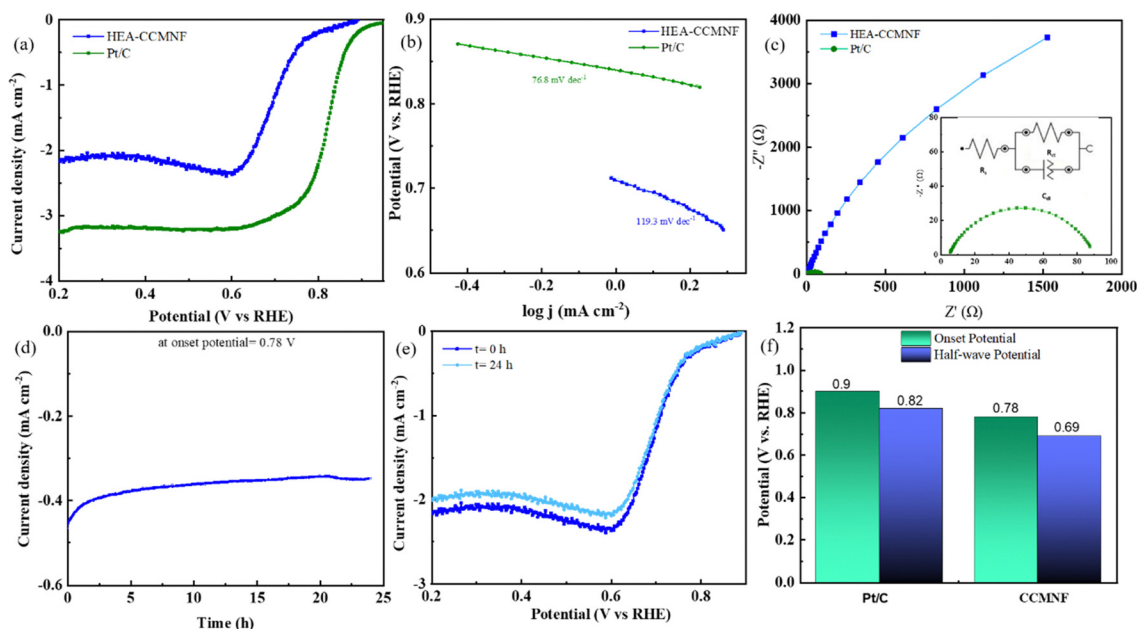 (a)
HEA-CCMNF
Pt/C
0
-1
-2
-3
-4
0.2
0.4
0.6
0.8
Current density (mA cm-2)
Potential (V vs RHE)
(b)
HEA-CCMNF
Pt/C
76.8 mV dec-1
119.3 mV dec-1
0.9
0.8
0.7
0.6
-0.4
-0.2
0.0
0.2
Potential (V vs. RHE)
log j (mA cm-2)
(c)
HEA-CCMNF
Pt/C
4000
3000
2000
1000
0
0
500
1000
1500
2000
-Z'' (Ω)
Z' (Ω)
80
60
40
20
0
0
20
40
60
80
100
-Z'' (Ω)
Rs
Rct
Cdl
(d)
at onset potential= 0.78 V
0.0
-0.2
-0.4
-0.6
0
5
10
15
20
25
Current density (mA cm-2)
Time (h)
(e)
t= 0 h
t= 24 h
0
-1
-2
-3
0.2
0.4
0.6
0.8
Current density (mA cm-2)
Potential (V vs RHE)
(f)
Onset Potential
Half-wave Potential
1.2
1.0
0.8
0.6
0.4
0.2
0.0
0.9
0.82
0.78
0.69
Pt/C
CCMNF
Potential (V vs. RHE)